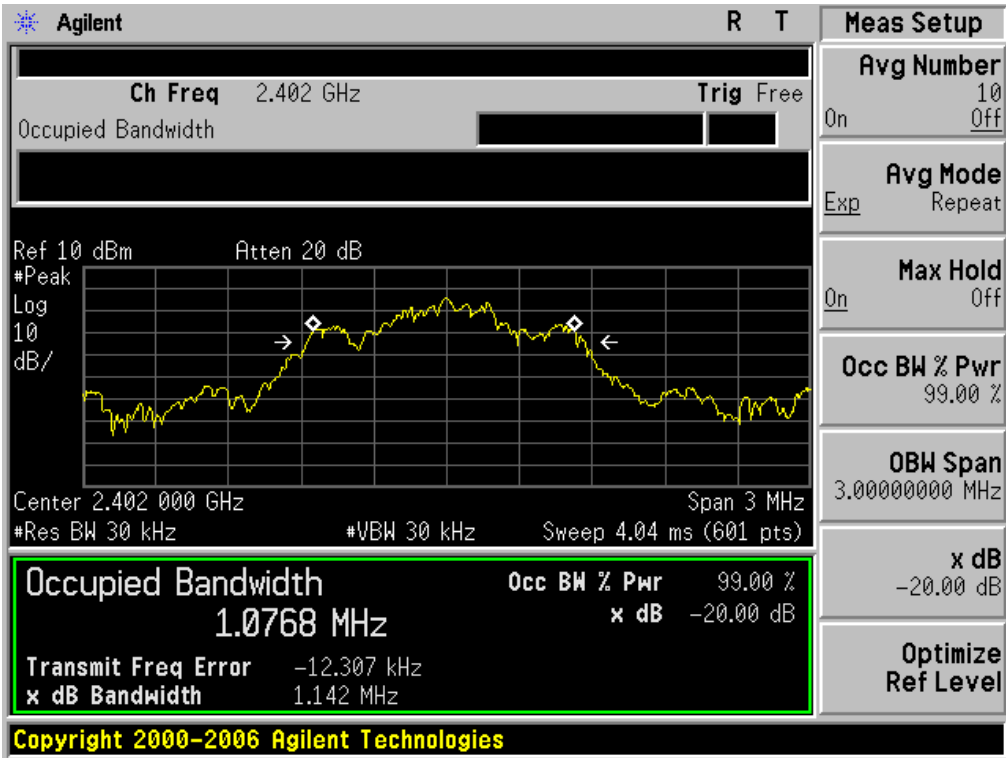 Agilent R T
Ch Freq 2.402 GHz Trig Free
Occupied Bandwidth
Ref 10 dBm Atten 20 dB
#Peak
Log
10
dB/
Center 2.402 000 GHz Span 3 MHz
#Res BW 30 kHz #VBW 30 kHz Sweep 4.04 ms (601 pts)
Occupied Bandwidth Occ BW % Pwr 99.00 %
1.0768 MHz x dB -20.00 dB
Transmit Freq Error -12.307 kHz
x dB Bandwidth 1.142 MHz
Copyright 2000-2006 Agilent Technologies
Meas Setup
Avg Number
10
On Off
Avg Mode
Exp Repeat
Max Hold
On Off
Occ BW % Pwr
99.00 %
OBW Span
3.00000000 MHz
x dB
-20.00 dB
Optimize
Ref Level